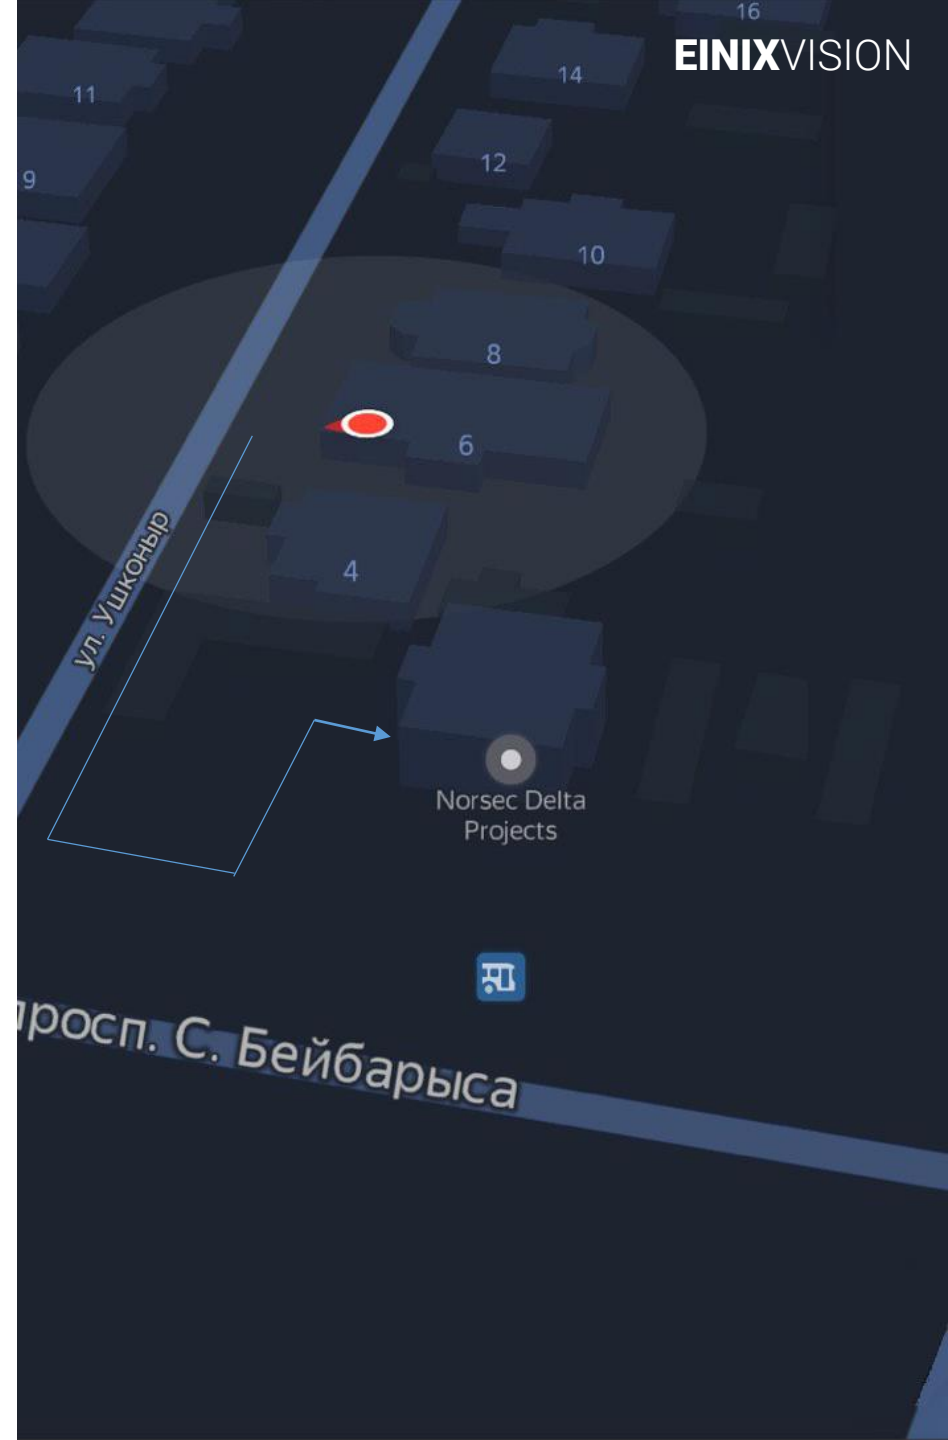 16
EINIXVISION
14
11
12
9
10
8
6
ул. Ушконыр
4
Norsec Delta
Projects
просп. С. Бейбарыса